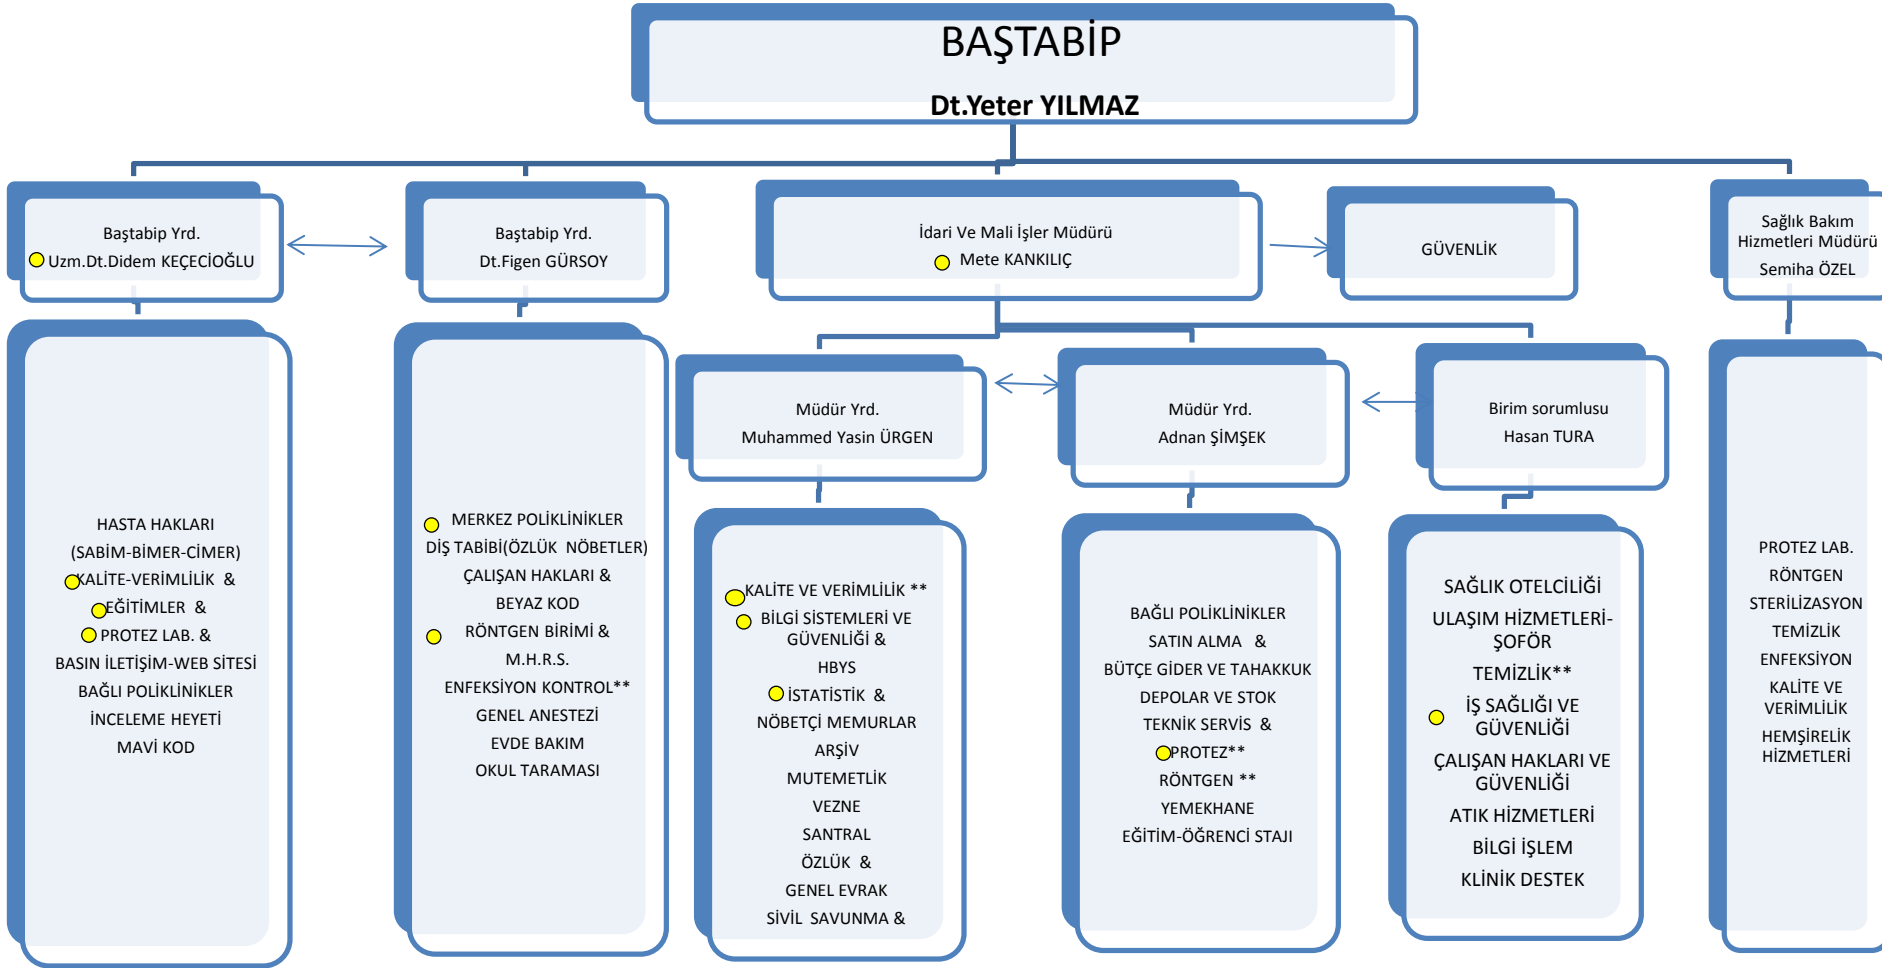 BAŞTABİP
Dt.Yeter YILMAZ
Baştabip Yrd.
Uzm.Dt.Didem KEÇECİOĞLU
Baştabip Yrd.
Dt.Figen GÜRSOY
İdari Ve Mali İşler Müdürü
Mete KANKILIÇ
GÜVENLİK
Sağlık Bakım
Hizmetleri Müdürü
Semiha ÖZEL
Müdür Yrd.
Muhammed Yasin ÜRGEN
Müdür Yrd.
Adnan ŞİMŞEK
Birim sorumlusu
Hasan TURA
HASTA HAKLARI
(SABİM-BİMER-CİMER)
KALİTE-VERİMLİLİK &
EĞİTİMLER &
PROTEZ LAB. &
BASIN İLETİŞİM-WEB SİTESİ
BAĞLI POLİKLİNİKLER
İNCELEME HEYETİ
MAVİ KOD
MERKEZ POLİKLİNİKLER
DİŞ TABİBİ(ÖZLÜK NÖBETLER)
ÇALIŞAN HAKLARI &
BEYAZ KOD
RÖNTGEN BİRİMİ &
M.H.R.S.
ENFEKSİYON KONTROL**
GENEL ANESTEZİ
EVDE BAKIM
OKUL TARAMASI
KALİTE VE VERİMLİLİK **
BİLGİ SİSTEMLERİ VE
GÜVENLİĞİ &
HBYS
İSTATİSTİK &
NÖBETÇİ MEMURLAR
ARŞİV
MUTEMETLİK
VEZNE
SANTRAL
ÖZLÜK &
GENEL EVRAK
SİVİL SAVUNMA &
BAĞLI POLİKLİNİKLER
SATIN ALMA &
BÜTÇE GİDER VE TAHAKKUK
DEPOLAR VE STOK
TEKNİK SERVİS &
PROTEZ**
RÖNTGEN **
YEMEKHANE
EĞİTİM-ÖĞRENCİ STAJI
SAĞLIK OTELCİLİĞİ
ULAŞIM HİZMETLERİ-
ŞOFÖR
TEMİZLİK**
İŞ SAĞLIĞI VE
GÜVENLİĞİ
ÇALIŞAN HAKLARI VE
GÜVENLİĞİ
ATIK HİZMETLERİ
BİLGİ İŞLEM
KLİNİK DESTEK
PROTEZ LAB.
RÖNTGEN
STERİLİZASYON
TEMİZLİK
ENFEKSİYON
KALİTE VE
VERİMLİLİK
HEMŞİRELİK
HİZMETLERİ